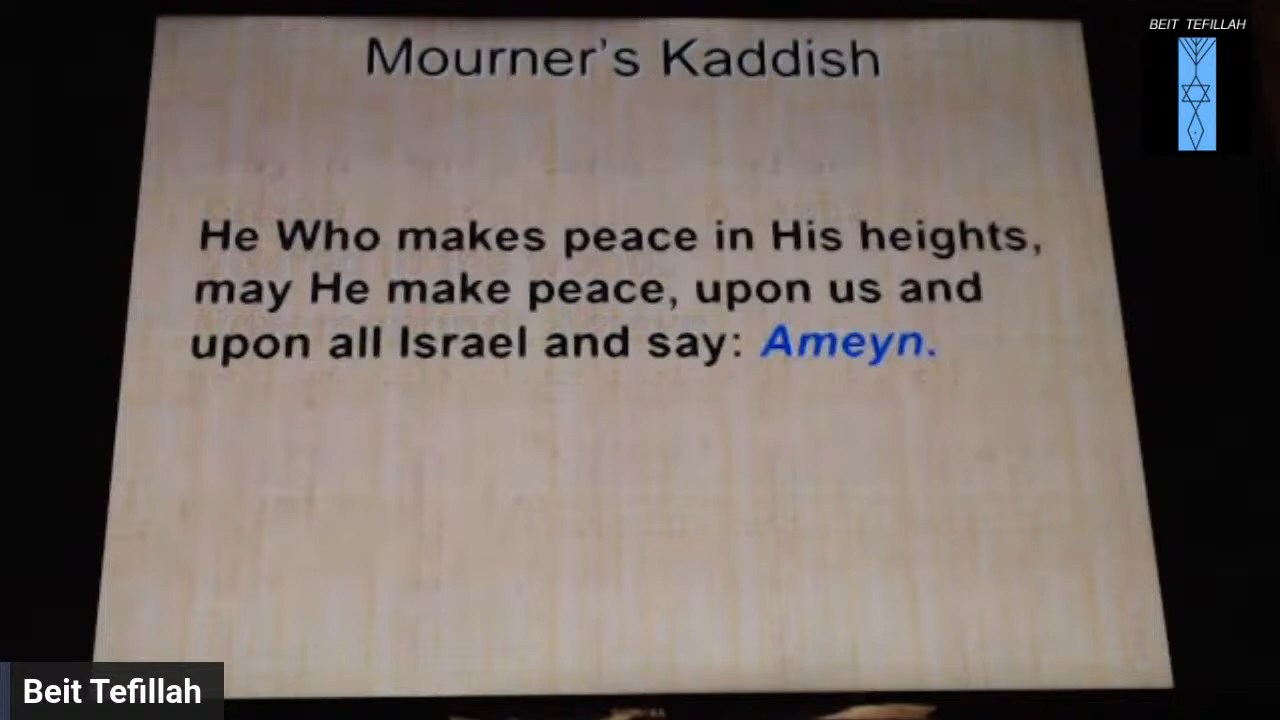 BEIT TEFILLAH
Mourner's Kaddish
He Who makes peace in His heights,
may He make peace, upon us and
upon all Israel and say: Ameyn.
Beit Tefillah